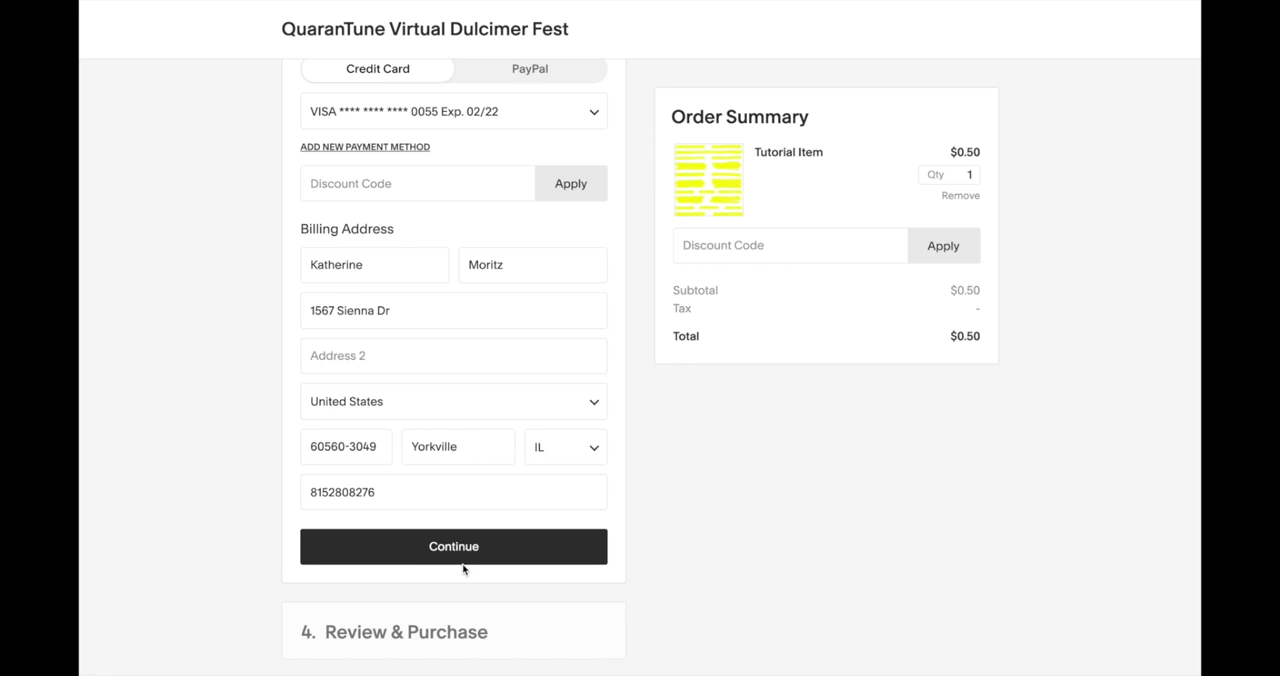 QuaranTune Virtual Dulcimer Fest
Credit Card
PayPal
VISA **** **** **** 0055 Exp. 02/22
ADD NEW PAYMENT METHOD
Discount Code
Apply
Billing Address
Katherine
Moritz
1567 Sienna Dr
Address 2
United States
60560-3049
Yorkville
IL
8152808276
Continue
4. Review & Purchase
Order Summary
Tutorial Item
$0.50
Qty 1
Remove
Discount Code
Apply
Subtotal $0.50
Tax -
Total $0.50